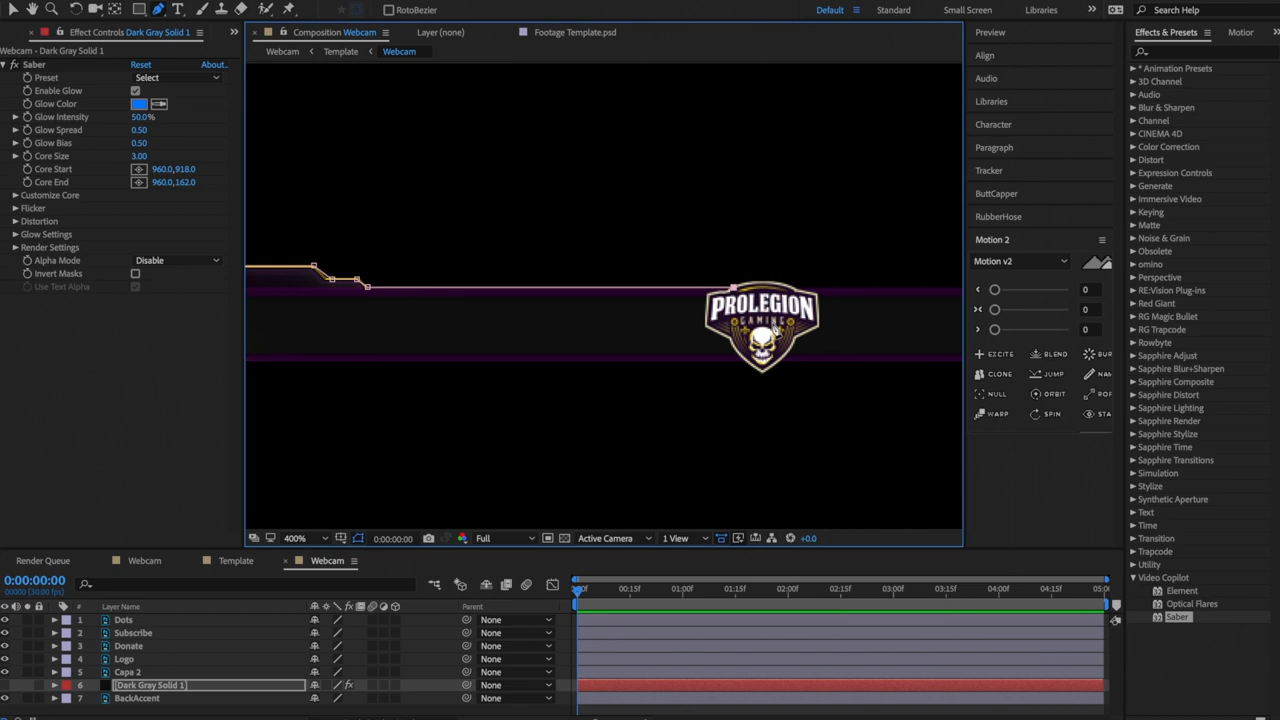 RotoBezier
Default
Standard
Small Screen
Libraries
Search Help
Effect Controls Dark Gray Solid 1
Composition Webcam
Layer (none)
Footage Template.psd
Preview
Effects & Presets
Motion
Webcam • Dark Gray Solid 1
Webcam
Template
Webcam
Saber
Reset
About..
Preset
Select
Enable Glow
Glow Color
Glow Intensity
50.0%
Glow Spread
0.50
Glow Bias
0.50
Core Size
3.00
Core Start
960.0,918.0
Core End
960.0,162.0
Customize Core
Flicker
Distortion
Glow Settings
Render Settings
Alpha Mode
Disable
Invert Masks
Use Text Alpha
PROLEGION
GAMING
Align
Audio
Libraries
Character
Paragraph
Tracker
ButtCapper
RubberHose
Motion 2
Motion v2
0
0
0
EXCITE
BLEND
BUR
CLONE
JUMP
NAM
NULL
ORBIT
POF
WARP
SPIN
STA
* Animation Presets
3D Channel
Audio
Blur & Sharpen
Channel
CINEMA 4D
Color Correction
Distort
Expression Controls
Generate
Immersive Video
Keying
Matte
Noise & Grain
Obsolete
omino
Perspective
RE:Vision Plug-ins
Red Giant
RG Magic Bullet
RG Trapcode
Rowbyte
Sapphire Adjust
Sapphire Blur+Sharpen
Sapphire Composite
Sapphire Distort
Sapphire Lighting
Sapphire Render
Sapphire Stylize
Sapphire Time
Sapphire Transitions
Simulation
Stylize
Synthetic Aperture
Text
Time
Transition
Trapcode
Utility
Video Copilot
Element
Optical Flares
Saber
400%
0:00:00:00
Full
Active Camera
1 View
+0.0
Render Queue
Webcam
Template
Webcam
0:00:00:00
00000 (30.00 fps)
00f
00:15f
01:00f
01:15f
02:00f
02:15f
03:00f
03:15f
04:00f
04:15f
05:0
#
Layer Name
Parent
1
Dots
None
2
Subscribe
None
3
Donate
None
4
Logo
None
5
Capa 2
None
6
[Dark Gray Solid 1]
None
7
BackAccent
None